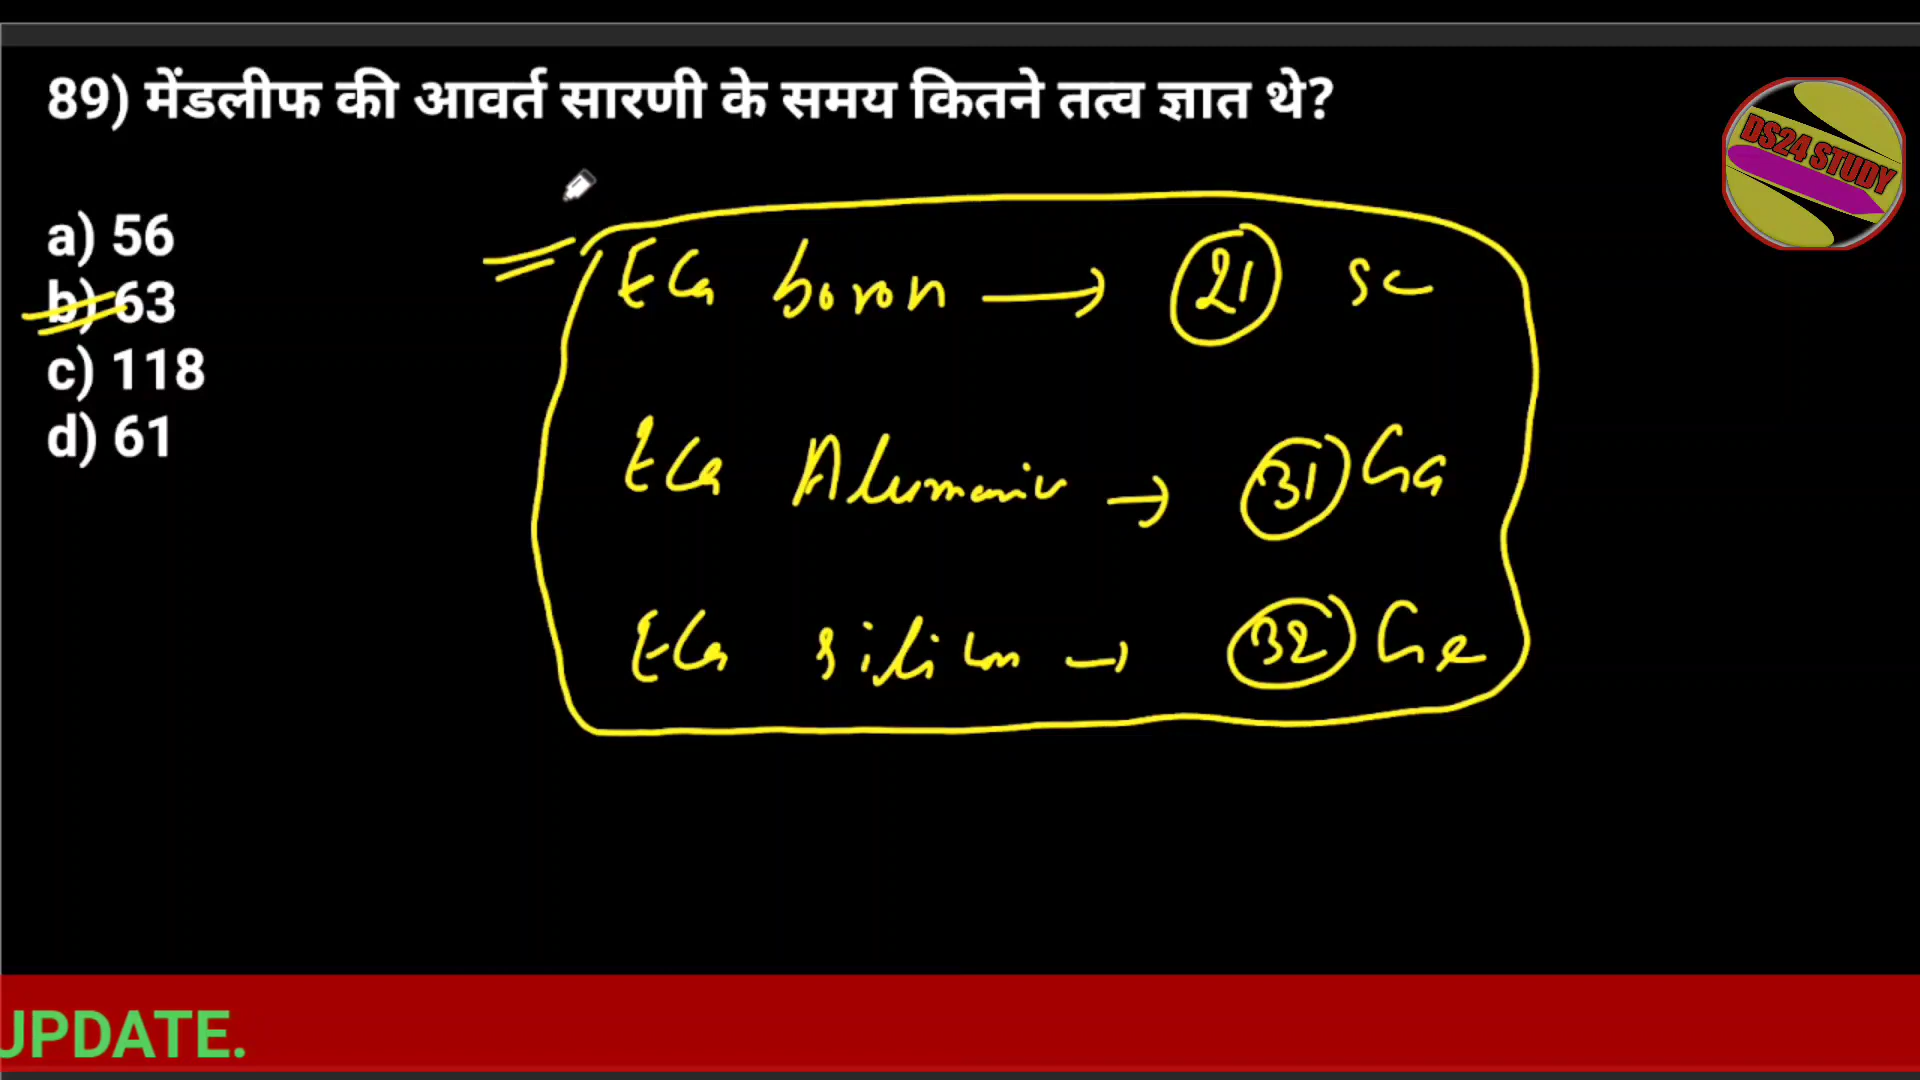 89) मेंडलीफ की आवर्त सारणी के समय कितने तत्व ज्ञात थे?
DS24 STUDY
a) 56
b) 63
c) 118
d) 61
Eka boron → 21 Sc
Eka → 31 Ga
Eka silicon → 32 Ge
UPDATE.